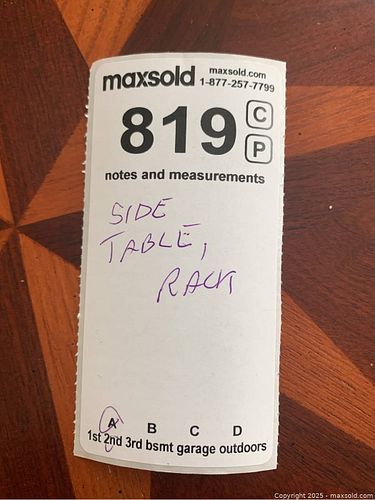 maxsold maxsold.com
1-877-257-7799
819 C
P
notes and measurements
SIDE
TABLE,
RACK
A B C D
1st 2nd 3rd bsmt garage outdoors
Copyright 2025 - maxsold.com